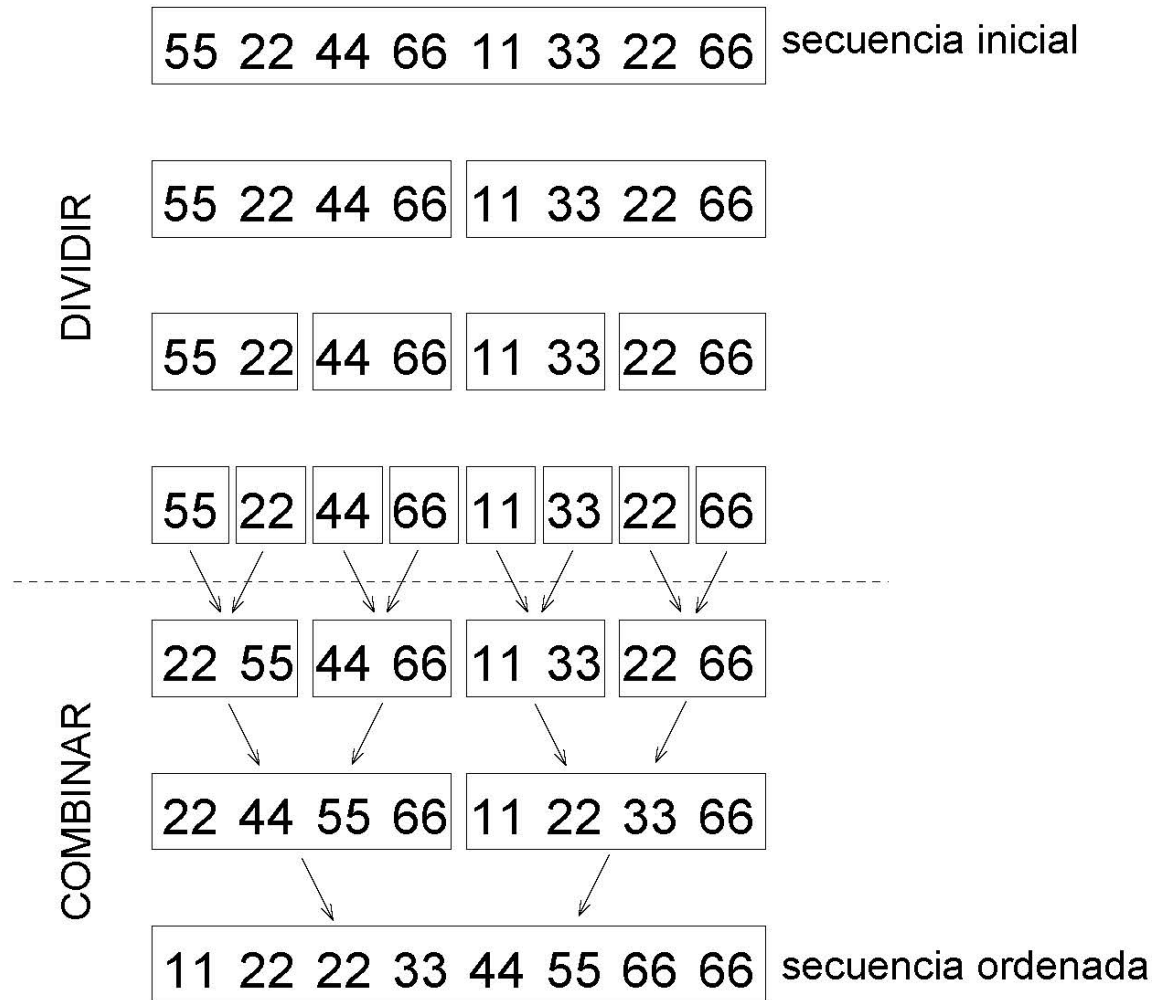 55 22 44 66 11 33 22 66 secuencia inicial
DIVIDIR
55 22 44 66 11 33 22 66
55 22 44 66 11 33 22 66
55 22 44 66 11 33 22 66
COMBINAR
22 55 44 66 11 33 22 66
22 44 55 66 11 22 33 66
11 22 22 33 44 55 66 66 secuencia ordenada